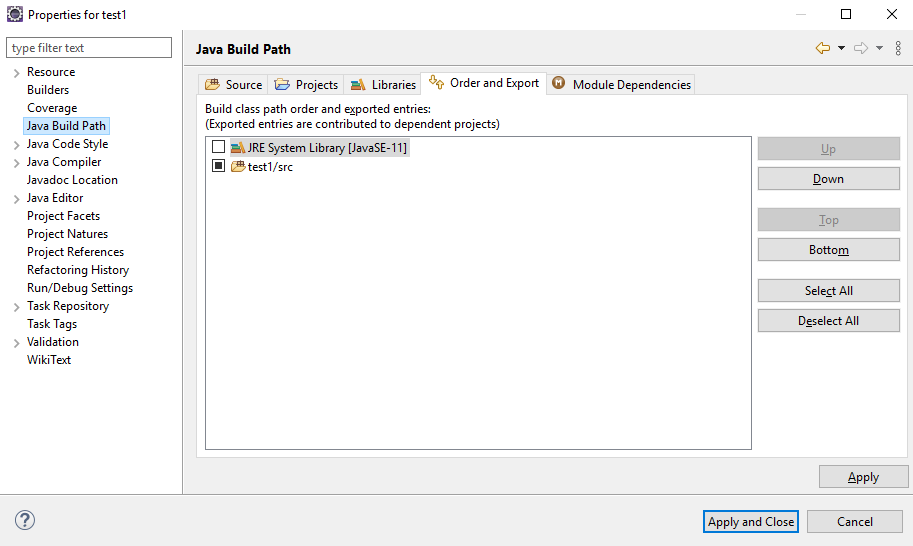 Properties for test1
type filter text
Resource
Builders
Coverage
Java Build Path
Java Code Style
Java Compiler
Javadoc Location
Java Editor
Project Facets
Project Natures
Project References
Refactoring History
Run/Debug Settings
Task Repository
Task Tags
Validation
WikiText
Java Build Path
Source Projects Libraries Order and Export M Module Dependencies
Build class path order and exported entries:
(Exported entries are contributed to dependent projects)
JRE System Library [JavaSE-11]
test1/src
Up
Down
Top
Bottom
Select All
Deselect All
Apply
? Apply and Close Cancel